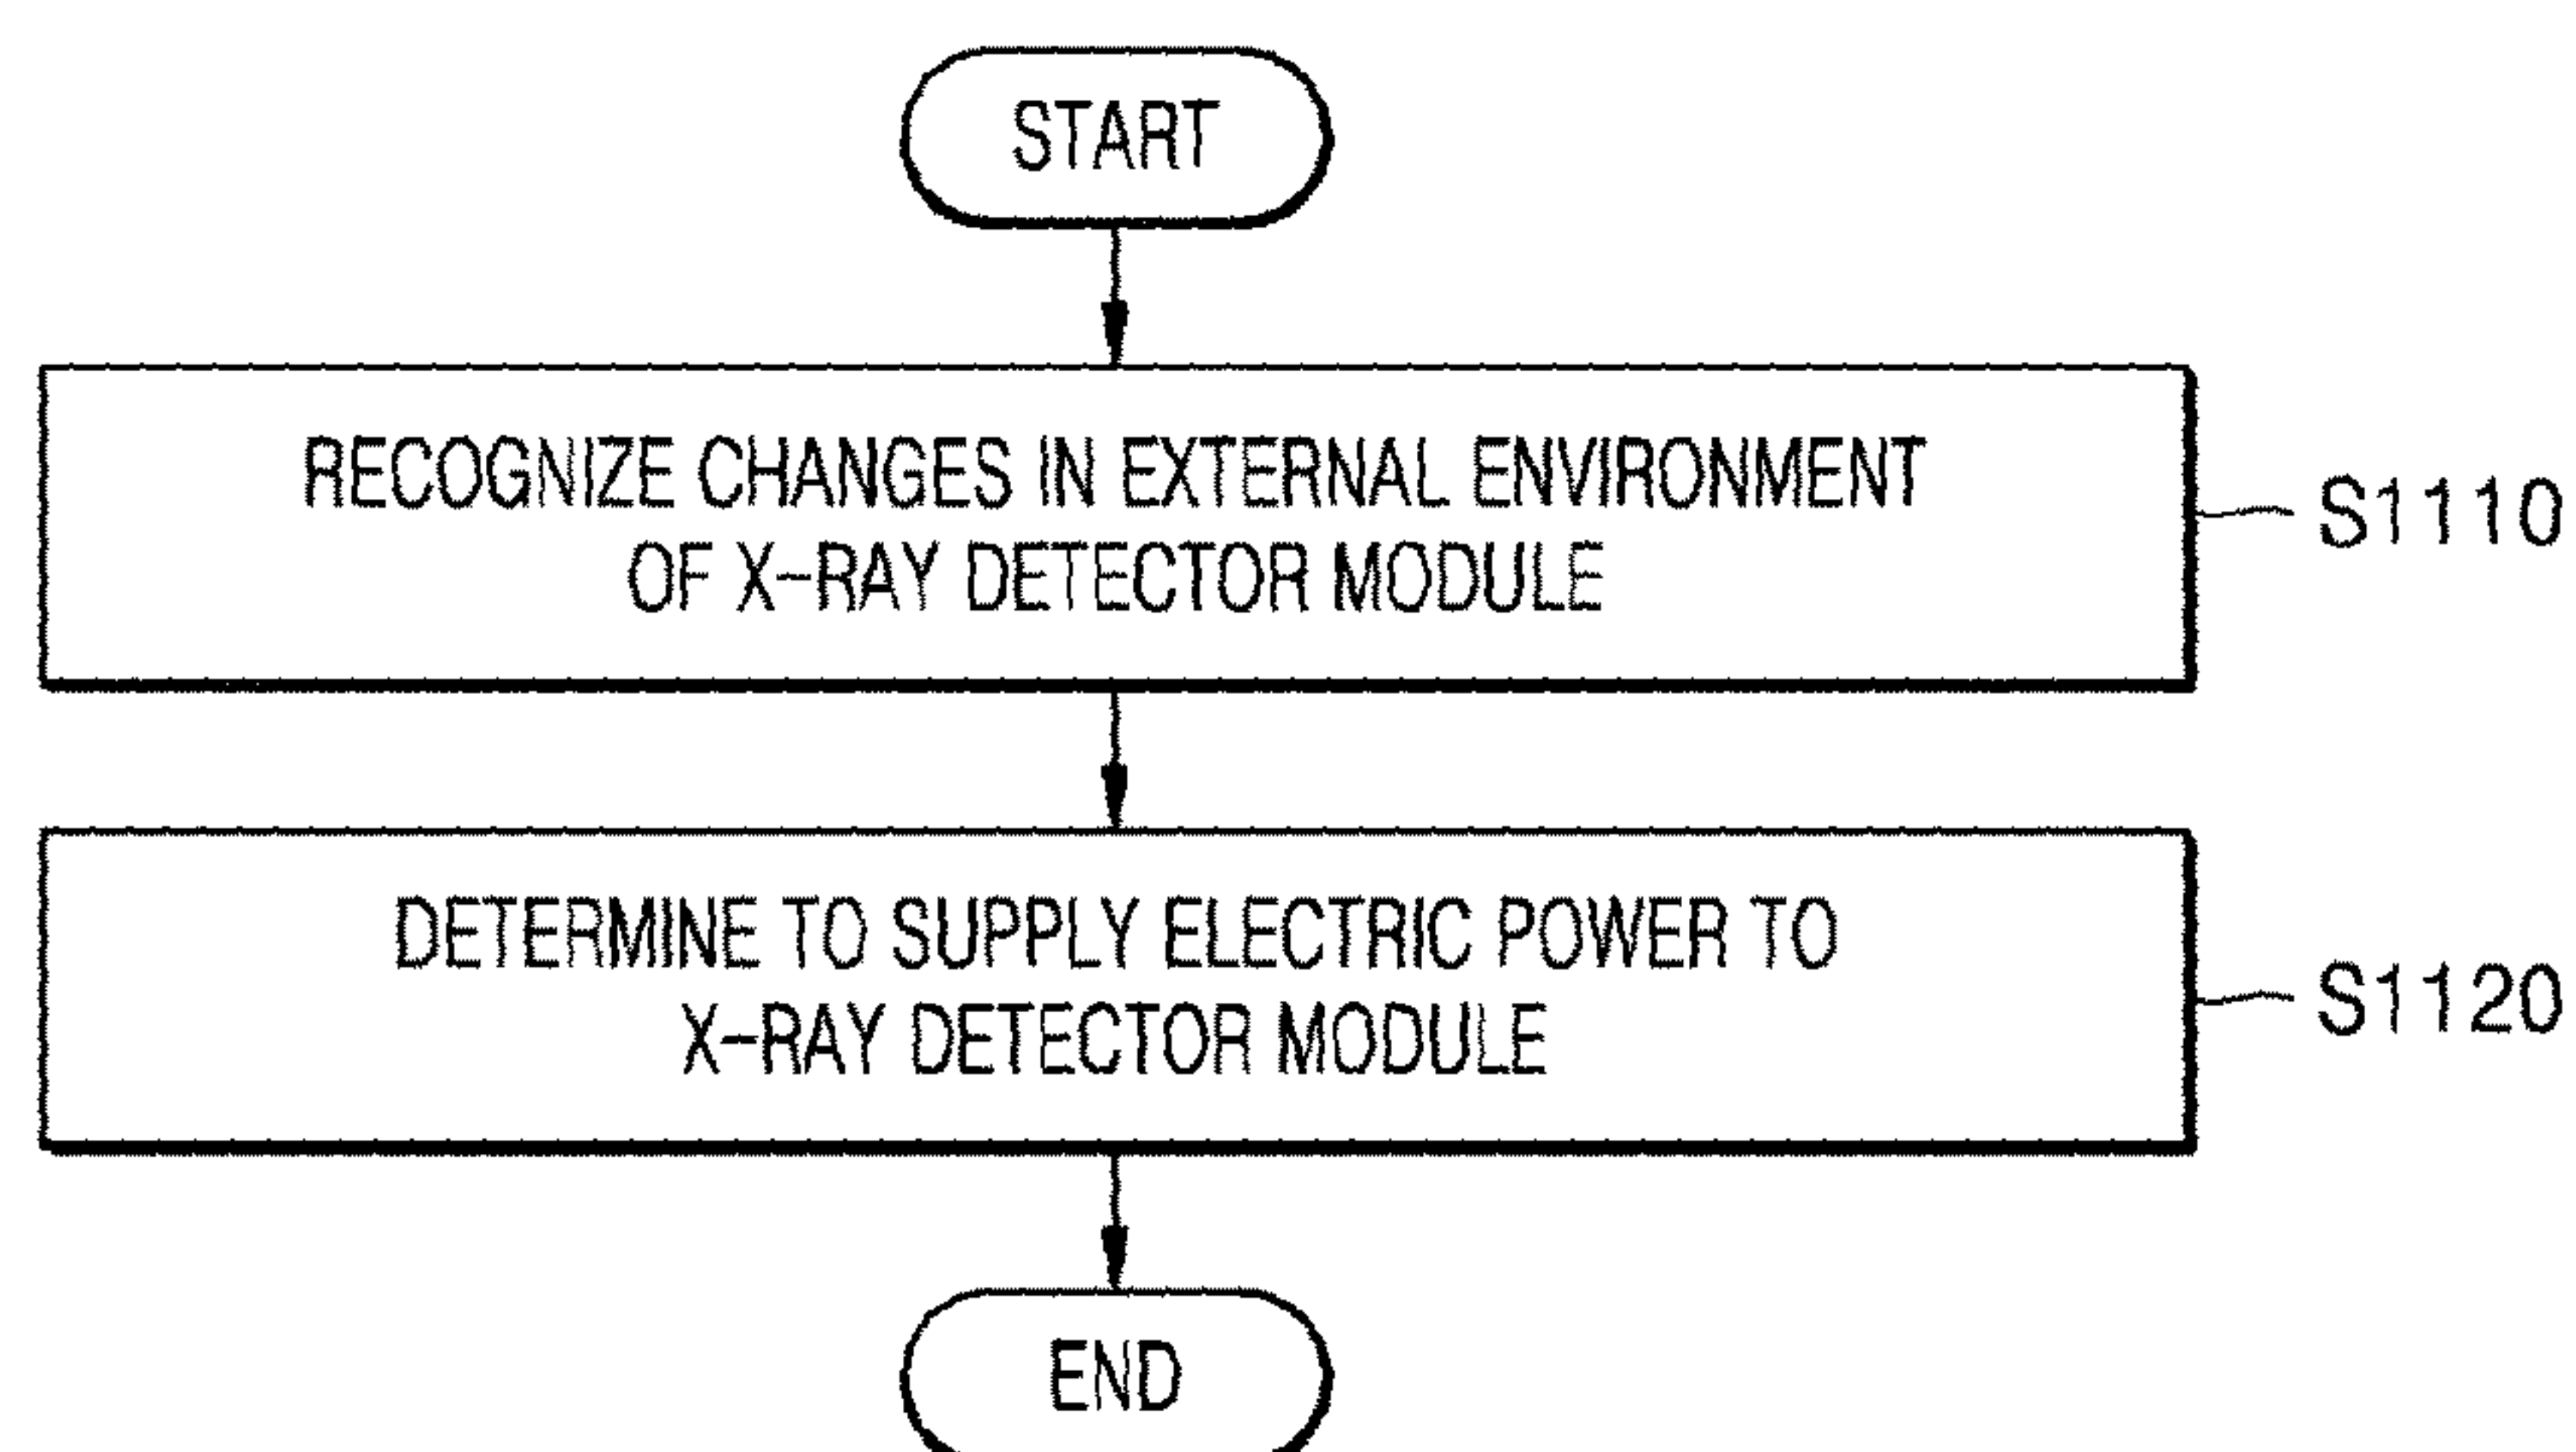 START
RECOGNIZE CHANGES IN EXTERNAL ENVIRONMENT
OF X-RAY DETECTOR MODULE
S1110
DETERMINE TO SUPPLY ELECTRIC POWER TO
X-RAY DETECTOR MODULE
S1120
END